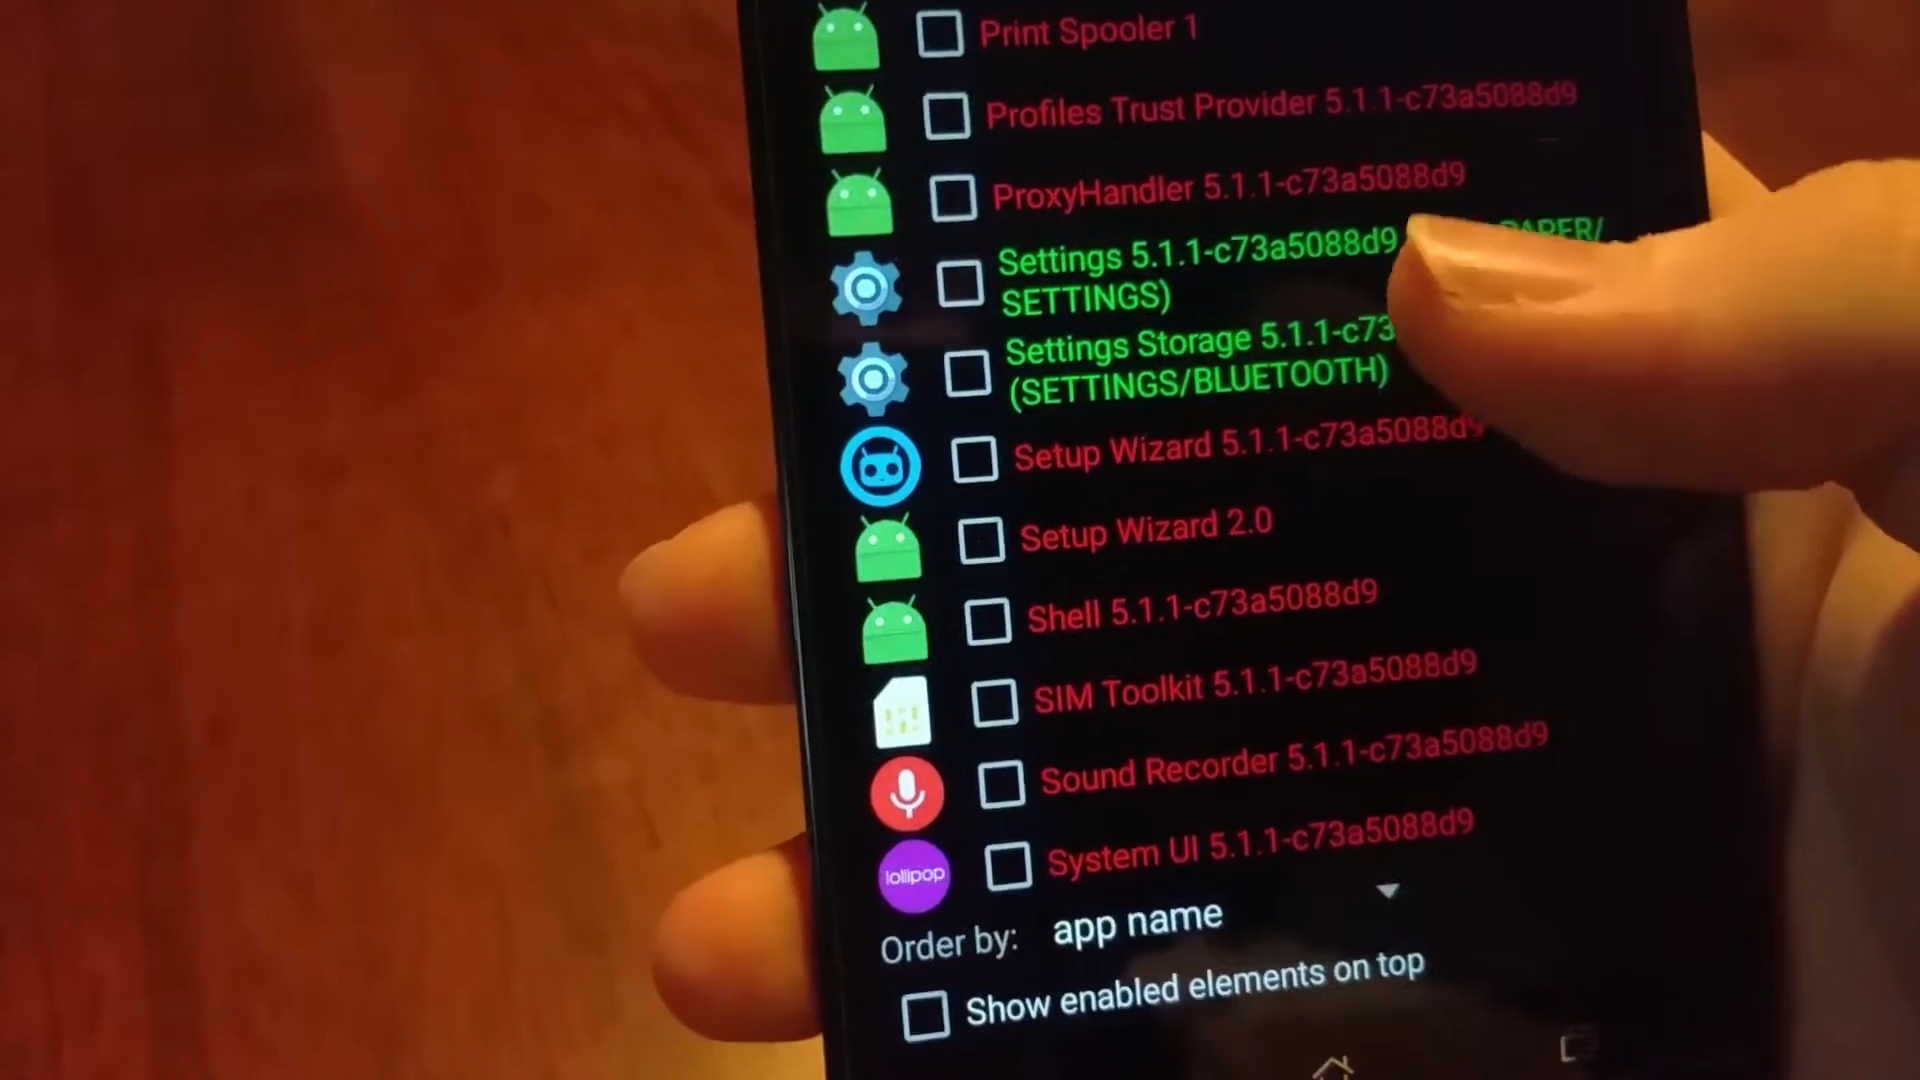 Print Spooler 1
Profiles Trust Provider 5.1.1-c73a5088d9
ProxyHandler 5.1.1-c73a5088d9
Settings 5.1.1-c73a5088d9
SETTINGS)
Settings Storage 5.1.1-c73
(SETTINGS/BLUETOOTH)
Setup Wizard 5.1.1-c73a5088d9
Setup Wizard 2.0
Shell 5.1.1-c73a5088d9
SIM Toolkit 5.1.1-c73a5088d9
Sound Recorder 5.1.1-c73a5088d9
lollipop
System UI 5.1.1-c73a5088d9
Order by: app name
Show enabled elements on top